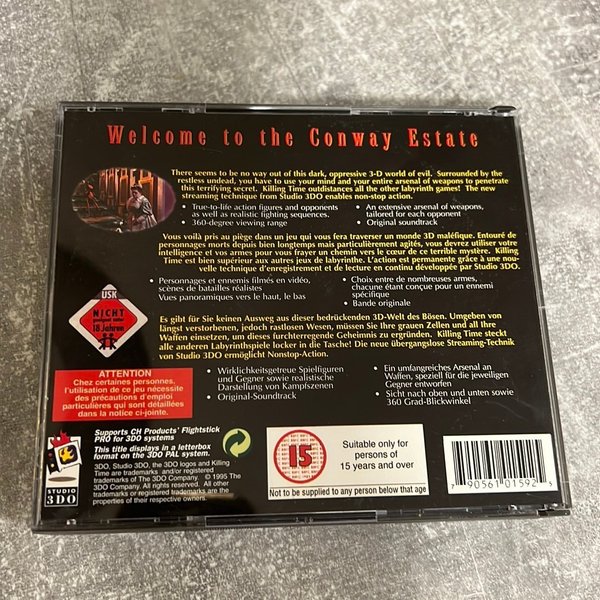 Welcome to the Conway Estate
There seems to be no way out of this dark, oppressive 3-D world of evil. Surrounded by the
restless undead, you have to use your mind and your entire arsenal of weapons to penetrate
this terrifying secret. Killing Time outdistances all the other labyrinth games! The new
streaming technique from Studio 3DO enables non-stop action.
• True-to-life action figures and opponents
as well as realistic fighting sequences.
• 360-degree viewing range
• An extensive arsenal of weapons,
tailored for each opponent
• Original soundtrack
Vous voilà pris au piège dans un jeu qui vous fera traverser un monde 3D maléfique. Entouré de
personnages morts depuis bien longtemps mais particulièrement agités, vous devrez utiliser votre
intelligence et vos armes pour vous frayer un chemin vers le cœur de ce terrible mystère. Killing
Time est bien supérieur aux autres jeux de labyrinthe. L'action est permanente grâce à une nou-
velle technique d'enregistrement et de lecture en continu développée par Studio 3DO.
• Personnages et ennemis filmés en vidéo,
scènes de batailles réalistes
Vues panoramiques vers le haut, le bas
• Choix entre de nombreuses armes,
chacune étant conçue pour un ennemi
spécifique
• Bande originale
USK
NICHT
geeignet unter
18 Jahren
Es gibt für Sie keinen Ausweg aus dieser bedrückenden 3D-Welt des Bösen. Umgeben von
längst verstorbenen, jedoch rastlosen Wesen, müssen Sie Ihre grauen Zellen und all Ihre
Waffen einsetzen, um dieses furchterregende Geheimnis zu ergründen. Killing Time steckt
alle anderen Labyrinthspiele locker in die Tasche! Die neue übergangslose Streaming-Technik
von Studio 3DO ermöglicht Nonstop-Action.
• Wirklichkeitsgetreue Spielfiguren
und Gegner sowie realistische
Darstellung von Kampfszenen
• Original-Soundtrack
• Ein umfangreiches Arsenal an
Waffen, speziell für die jeweiligen
Gegner entworfen
• Sicht nach oben und unten sowie
360 Grad-Blickwinkel
ATTENTION
Chez certaines personnes,
l'utilisation de ce jeu nécessite
des précautions d'emploi
particulières qui sont détaillées
dans la notice ci-jointe.
Supports CH Products' Flightstick
PRO for 3DO systems
This title displays in a letterbox
format on the 3DO PAL system.
3DO, Studio 3DO, the 3DO logos and Killing
Time are trademarks and/or registered
trademarks of The 3DO Company. © 1995 The
3DO Company. All rights reserved. All other
trademarks or registered trademarks are the
properties of their respective owners.
STUDIO
3DO
15
Suitable only for
persons of
15 years and over
Not to be supplied to any person below that age
7 90561 01592 5